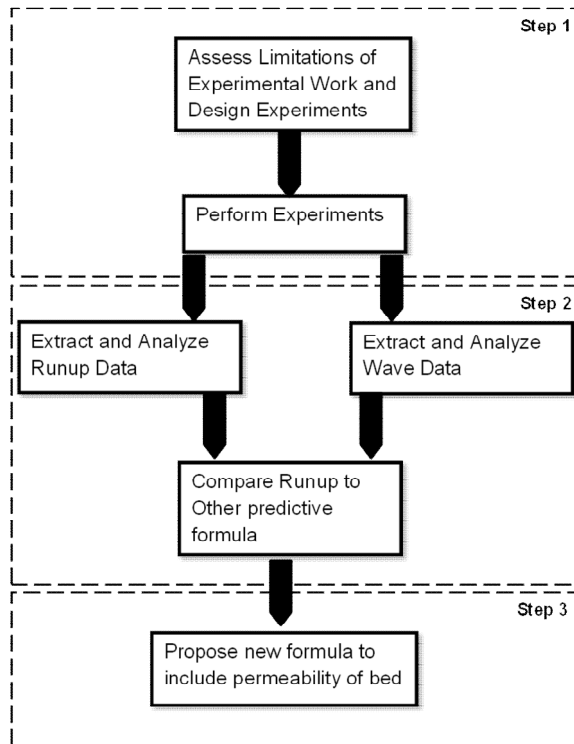 Step 1
Assess Limitations of
Experimental Work and
Design Experiments
Perform Experiments
Step 2
Extract and Analyze
Runup Data
Extract and Analyze
Wave Data
Compare Runup to
Other predictive
formula
Step 3
Propose new formula to
include permeability of bed